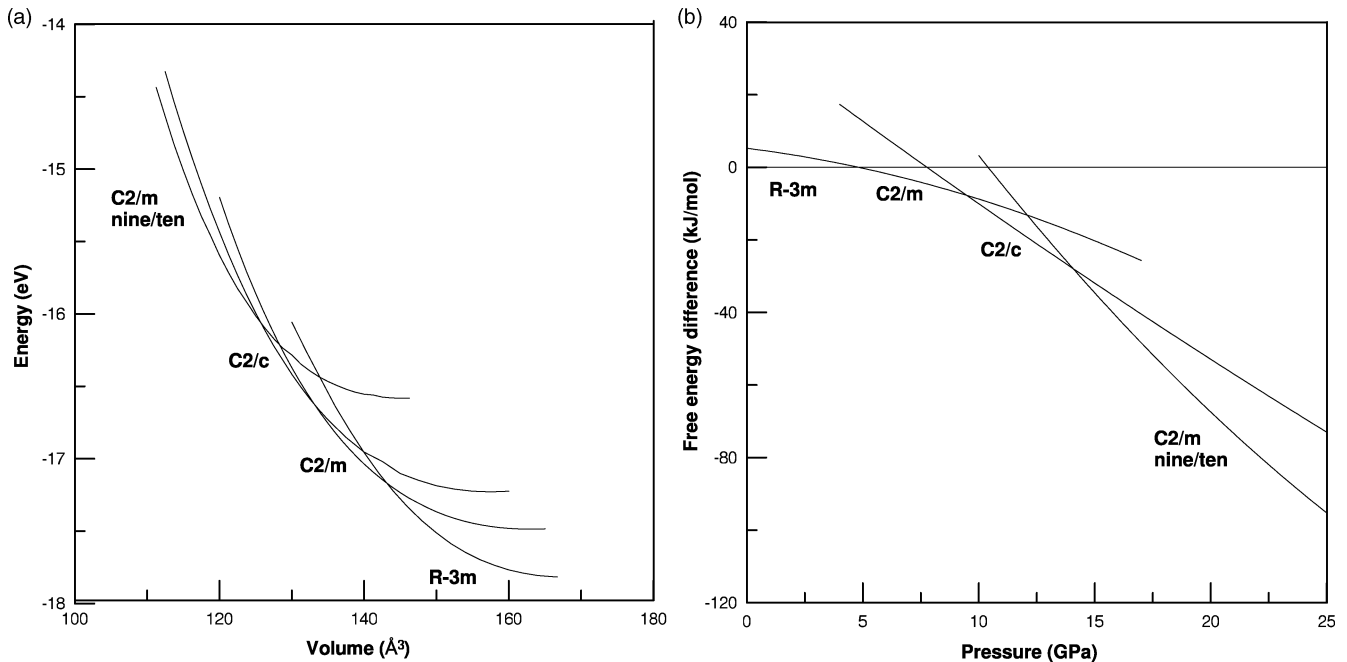 (a)
-14
-15
-16
-17
-18
Energy (eV)
C2/m
nine/ten
C2/c
C2/m
R-3m
100
120
140
160
180
Volume (Å³)
(b)
40
0
-40
-80
-120
Free energy difference (kJ/mol)
R-3m
C2/m
C2/c
C2/m
nine/ten
0
5
10
15
20
25
Pressure (GPa)